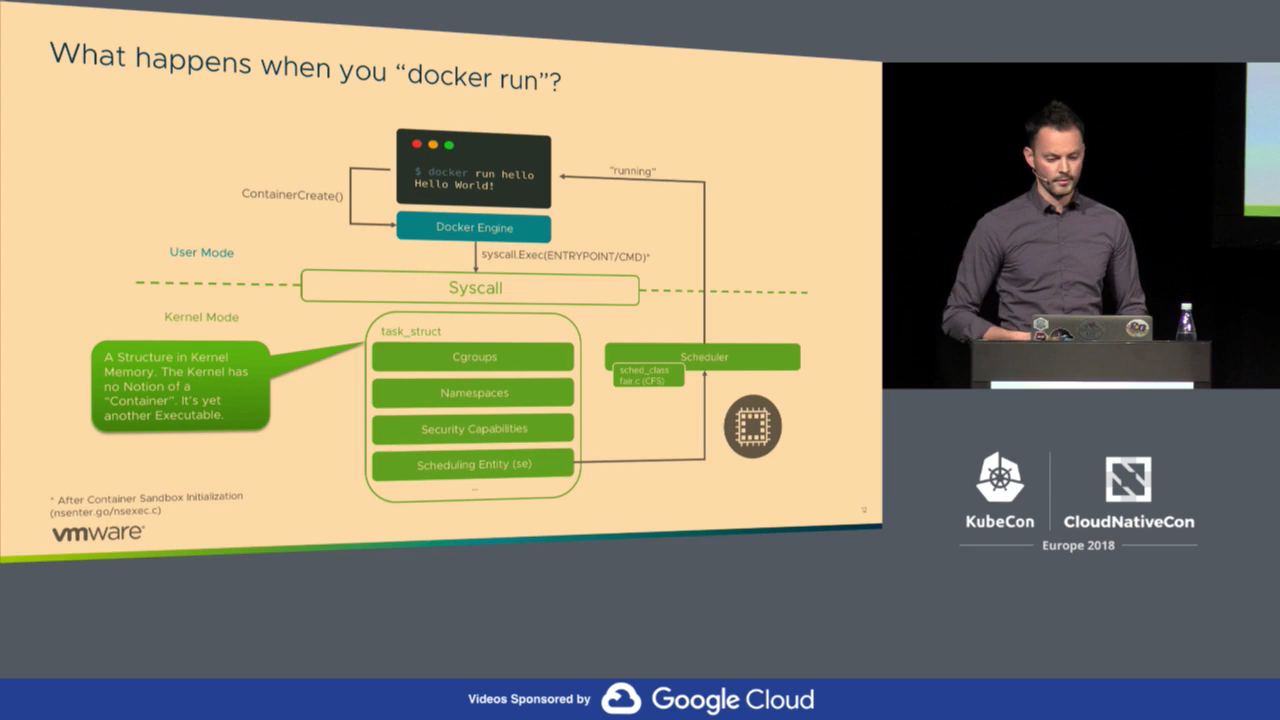 What happens when you “docker run”?
$ docker run hello
Hello World!
"running"
ContainerCreate()
Docker Engine
User Mode
syscall.Exec(ENTRYPOINT/CMD)*
Syscall
Kernel Mode
task_struct
A Structure in Kernel
Memory. The Kernel has
no Notion of a
“Container”. It's yet
another Executable.
Cgroups
Namespaces
Security Capabilities
Scheduling Entity (se)
...
Scheduler
sched_class
fair.c (CFS)
* After Container Sandbox Initialization
(nsenter.go/nsexec.c)
vmware®
12
KubeCon
CloudNativeCon
Europe 2018
Videos Sponsored by
Google Cloud